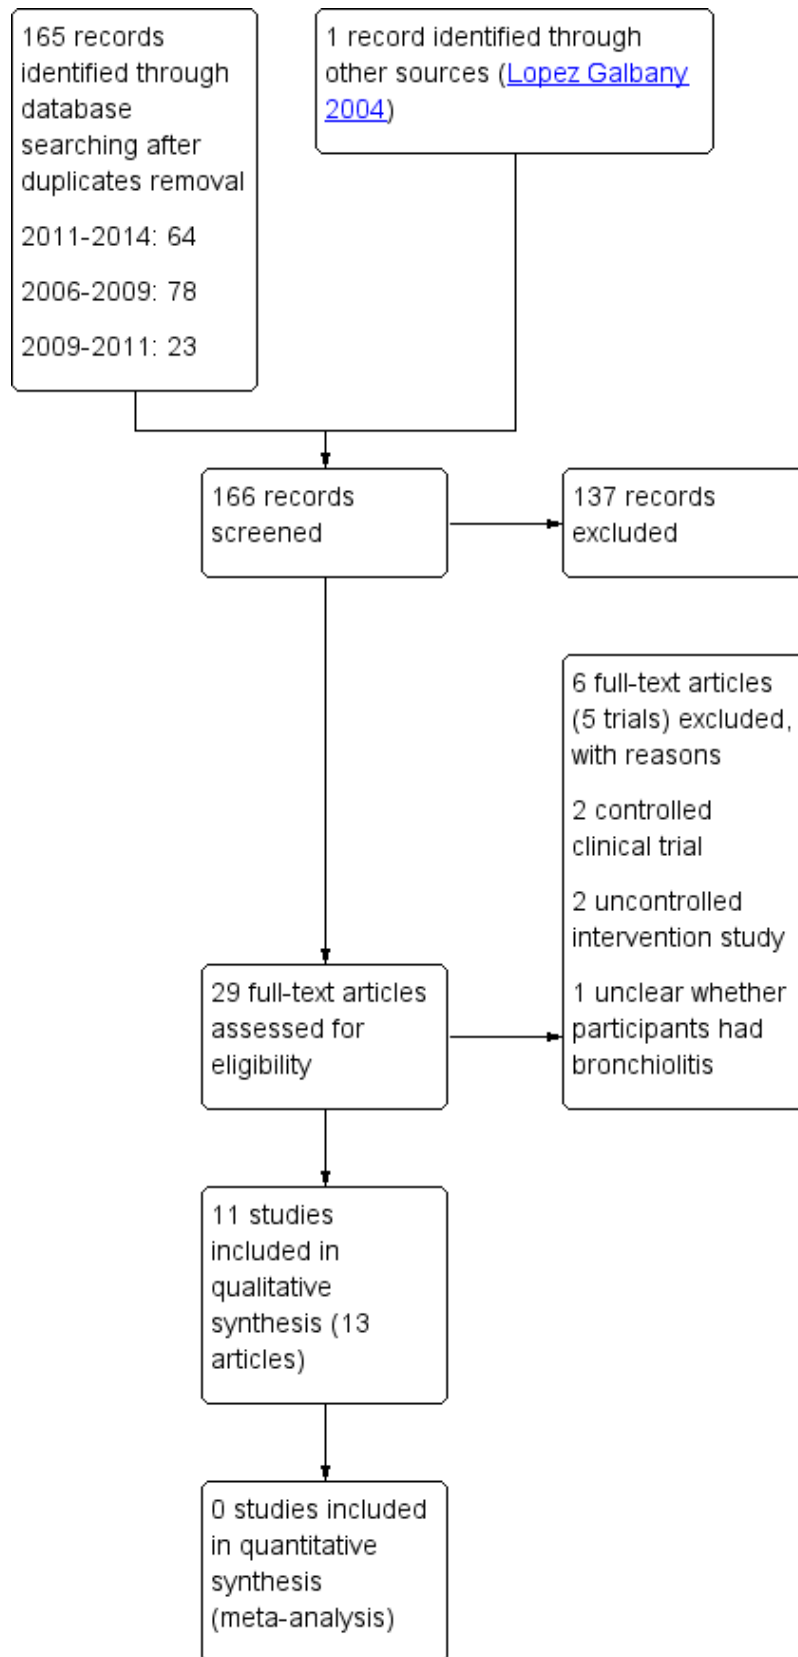 165 records
identified through
database
searching after
duplicates removal
2011-2014: 64
2006-2009: 78
2009-2011: 23
1 record identified through
other sources (Lopez Galbany
2004)
166 records
screened
137 records
excluded
6 full-text articles
(5 trials) excluded,
with reasons
2 controlled
clinical trial
2 uncontrolled
intervention study
1 unclear whether
participants had
bronchiolitis
29 full-text articles
assessed for
eligibility
11 studies
included in
qualitative
synthesis (13
articles)
0 studies included
in quantitative
synthesis
(meta-analysis)